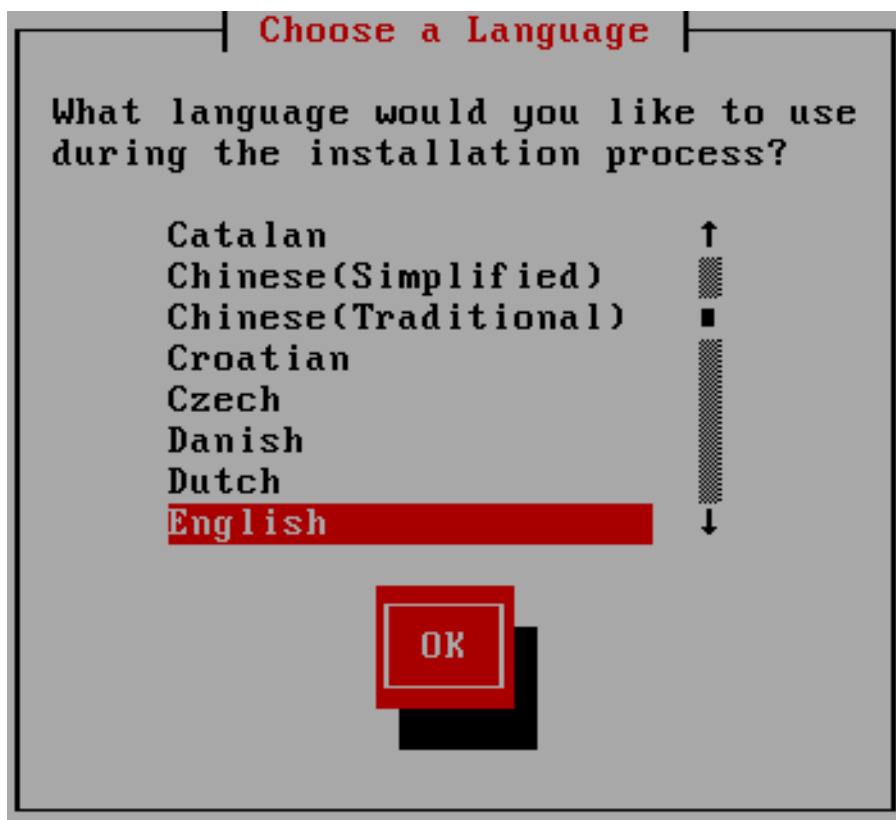 Choose a Language
What language would you like to use
during the installation process?
Catalan
Chinese(Simplified)
Chinese(Traditional)
Croatian
Czech
Danish
Dutch
English
OK